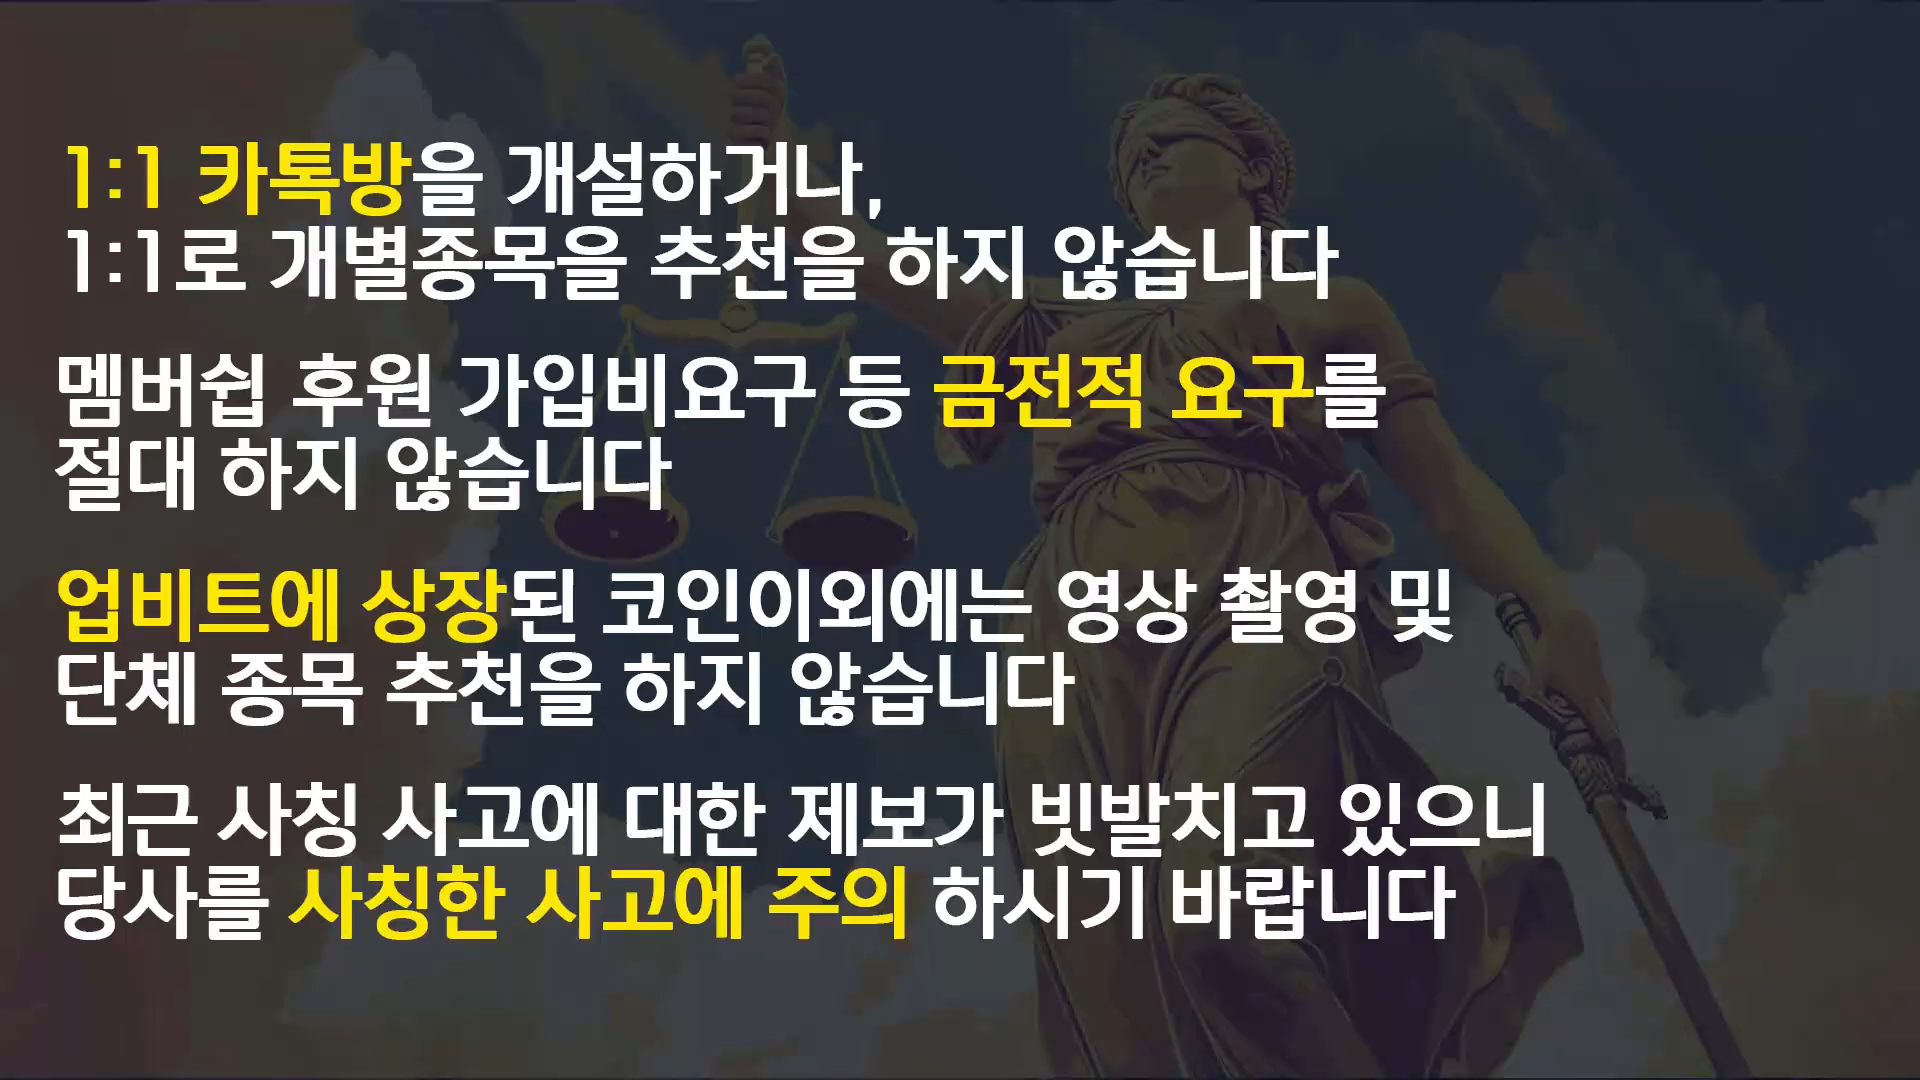 1:1 카톡방을 개설하거나,
1:1로 개별종목을 추천을 하지 않습니다
멤버쉽 후원 가입비요구 등 금전적 요구를
절대 하지 않습니다
업비트에 상장된 코인이외에는 영상 촬영 및
단체 종목 추천을 하지 않습니다
최근 사칭 사고에 대한 제보가 빗발치고 있으니
당사를 사칭한 사고에 주의 하시기 바랍니다